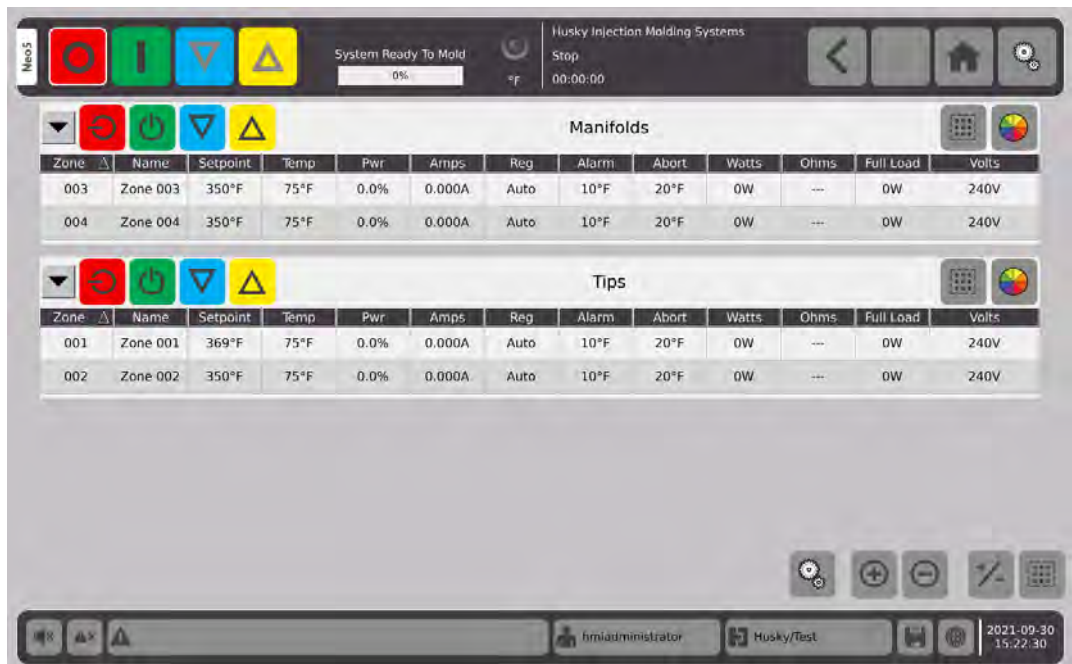 Neo5
System Ready To Mold
0%
°F
Husky Injection Molding Systems
Stop
00:00:00
Manifolds
Zone Name Setpoint Temp Pwr Amps Reg Alarm Abort Watts Ohms Full Load Volts
003 Zone 003 350°F 75°F 0.0% 0.000A Auto 10°F 20°F 0W --- 0W 240V
004 Zone 004 350°F 75°F 0.0% 0.000A Auto 10°F 20°F 0W --- 0W 240V
Tips
Zone Name Setpoint Temp Pwr Amps Reg Alarm Abort Watts Ohms Full Load Volts
001 Zone 001 369°F 75°F 0.0% 0.000A Auto 10°F 20°F 0W --- 0W 240V
002 Zone 002 350°F 75°F 0.0% 0.000A Auto 10°F 20°F 0W --- 0W 240V
hmiadministrator
Husky/Test
2021-09-30
15:22:30